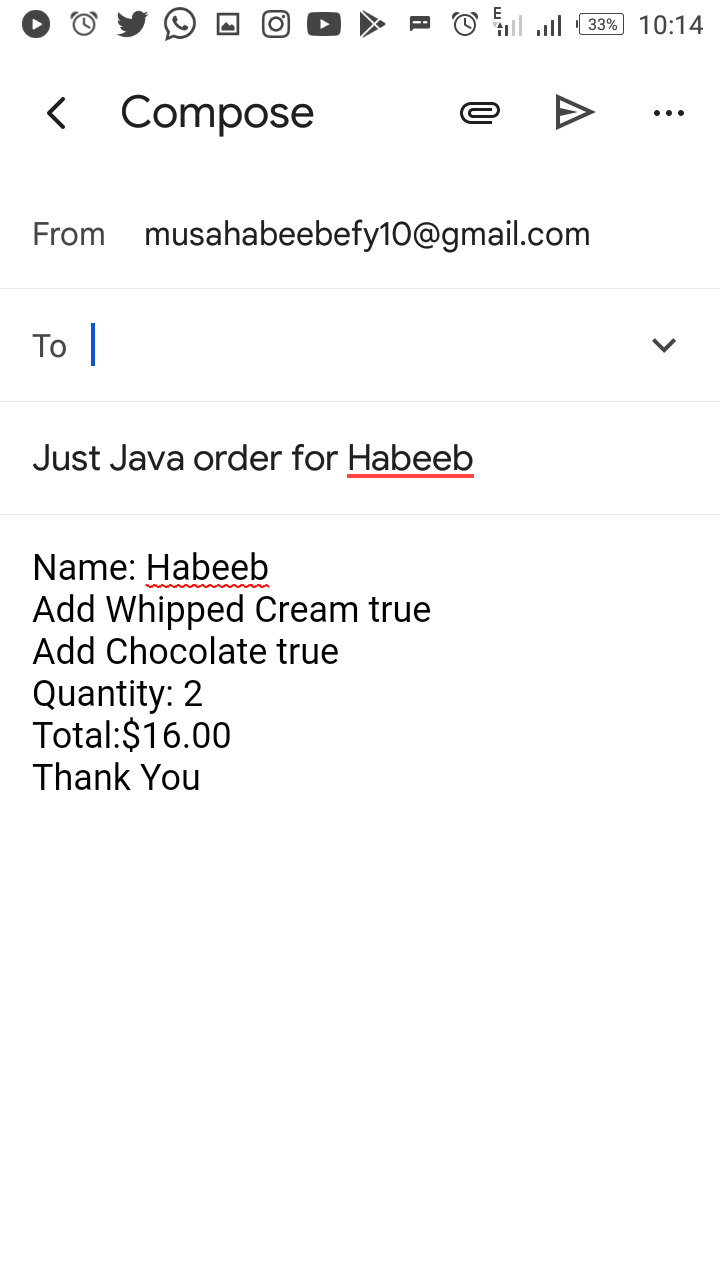 E
33%
10:14
Compose
From musahabeebefy10@gmail.com
To
Just Java order for Habeeb
Name: Habeeb
Add Whipped Cream true
Add Chocolate true
Quantity: 2
Total:$16.00
Thank You